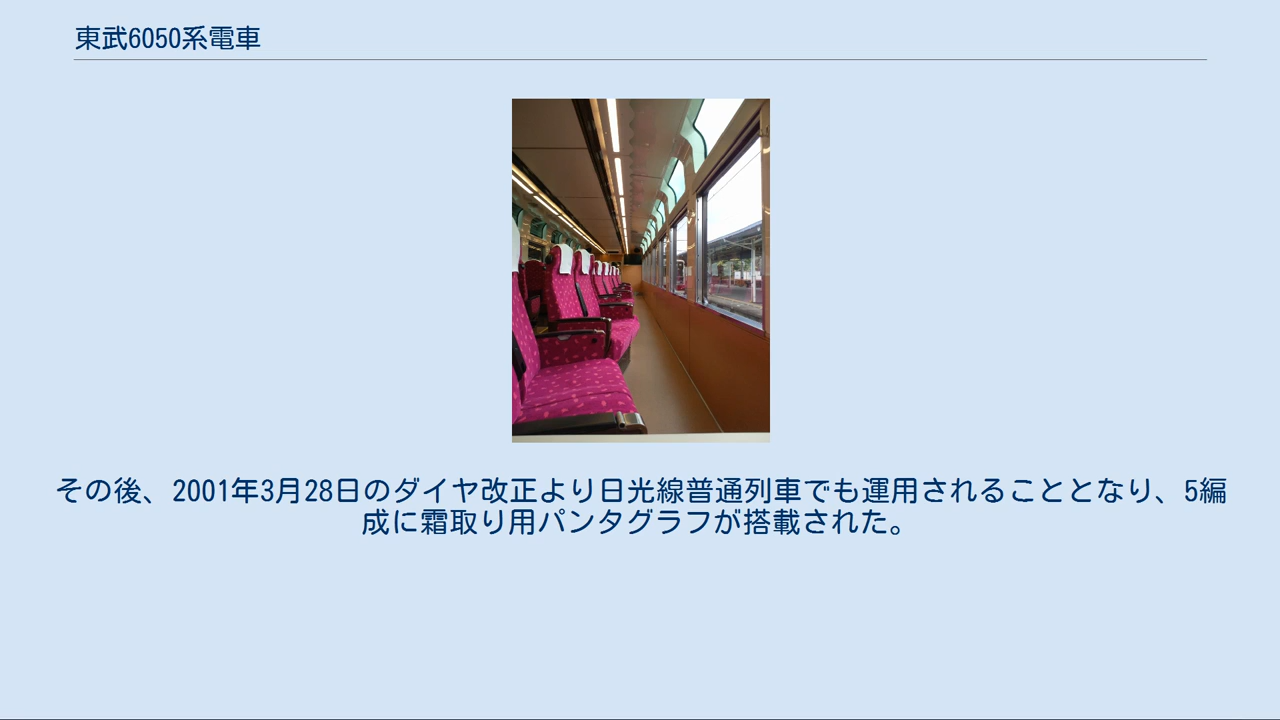 東武6050系電車
その後、2001年3月28日のダイヤ改正より日光線普通列車でも運用されることとなり、5編
成に霜取り用パンタグラフが搭載された。